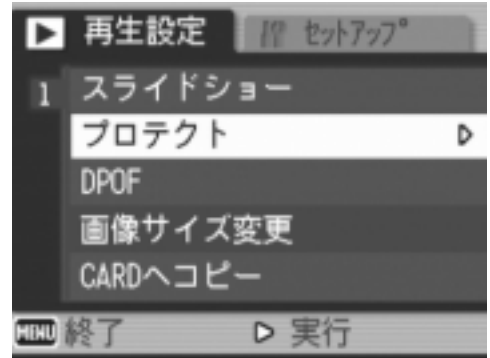 再生設定 セットアップ
1 スライドショー
プロテクト
DPOF
画像サイズ変更
CARDへコピー
MENU 終了 実行